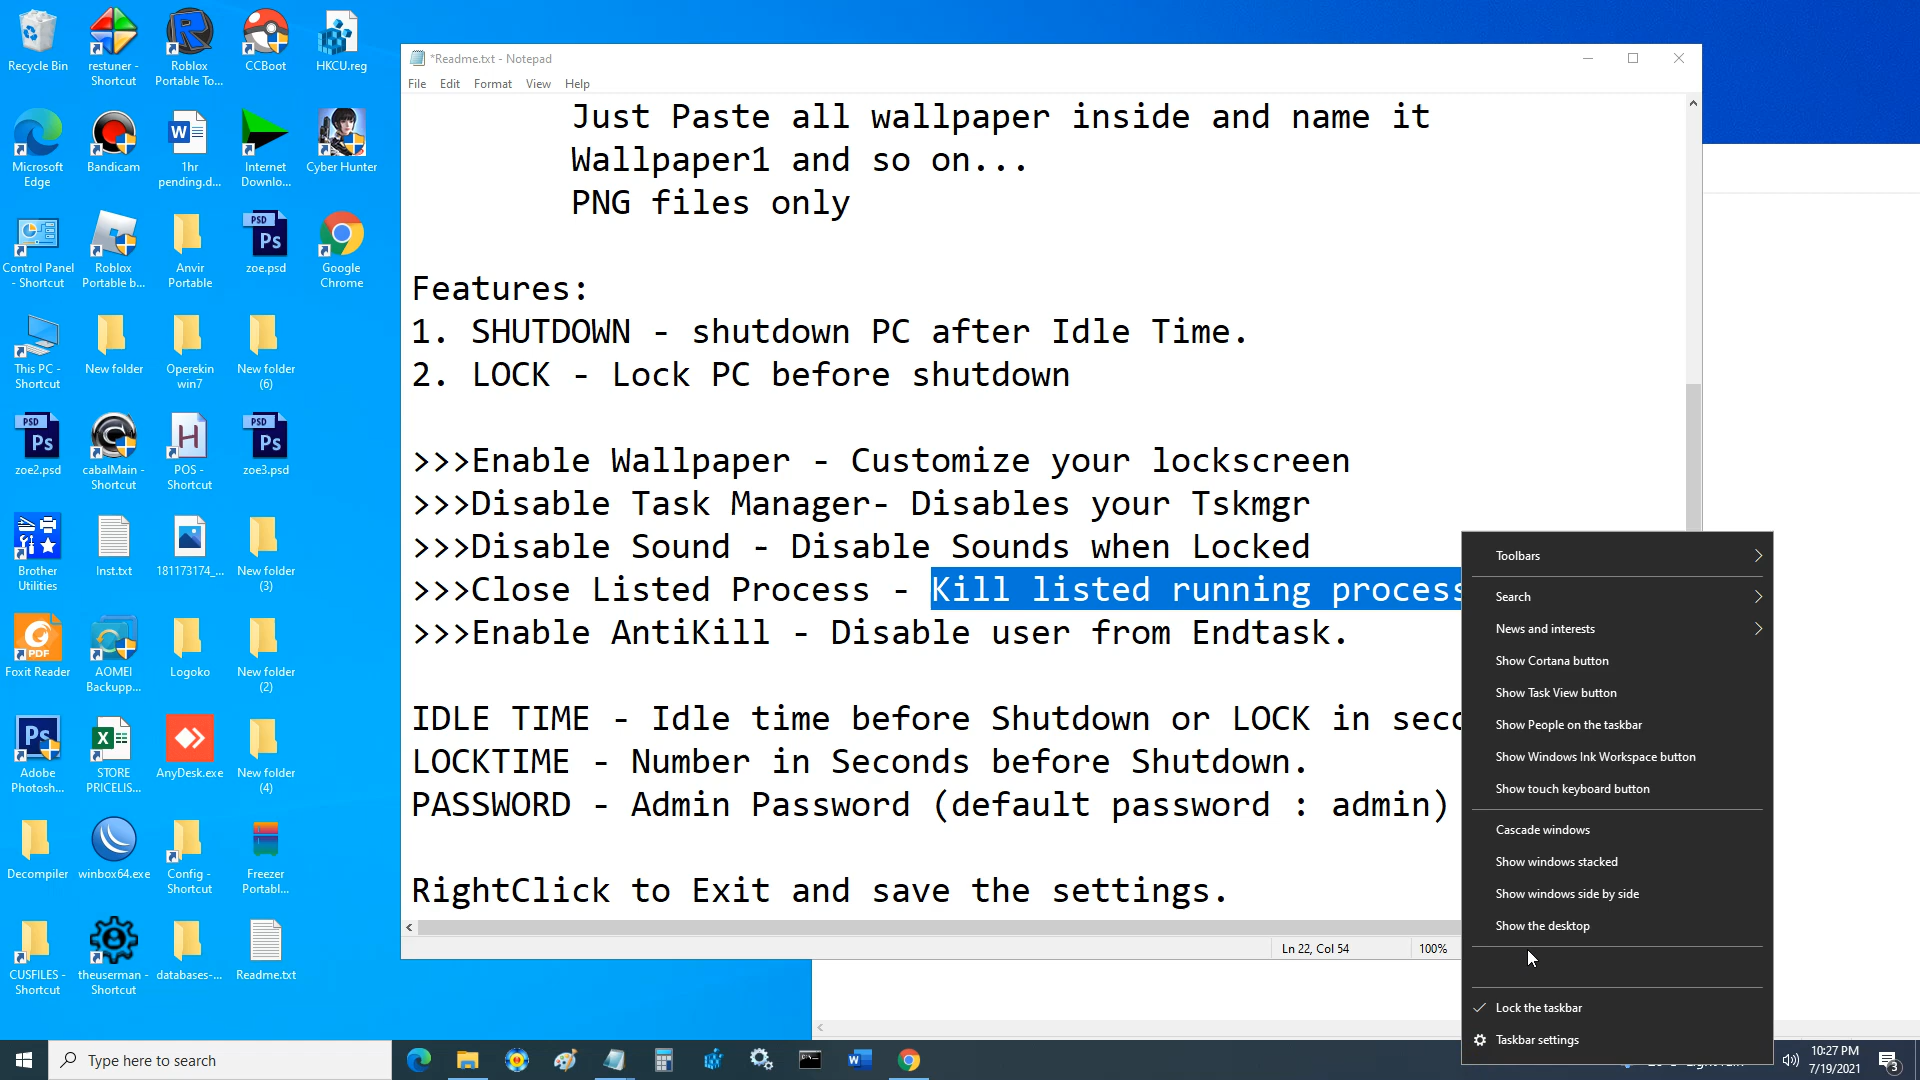 Recycle Bin
restuner -
Shortcut
Roblox
Portable To...
CCBoot
HKCU.reg
Microsoft
Edge
Bandicam
1hr
pending.d...
Internet
Downlo...
Cyber Hunter
Control Panel
- Shortcut
Roblox
Portable b...
Anvir
Portable
PSD
Ps
zoe.psd
Google
Chrome
This PC -
Shortcut
New folder
Operekin
win7
New folder
(6)
PSD
Ps
zoe2.psd
cabalMain -
Shortcut
POS -
Shortcut
PSD
Ps
zoe3.psd
Brother
Utilities
Inst.txt
181173174_...
New folder
(3)
PDF
Foxit Reader
AOMEI
Backupp...
Logoko
New folder
(2)
Ps
Adobe
Photosh...
STORE
PRICELIS...
AnyDesk.exe
New folder
(4)
Decompiler
winbox64.exe
Config -
Shortcut
Freezer
Portabl...
CUSFILES -
Shortcut
theuserman -
Shortcut
databases-...
Readme.txt
*Readme.txt - Notepad
File Edit Format View Help
Just Paste all wallpaper inside and name it
Wallpaper1 and so on...
PNG files only
Features:
1. SHUTDOWN - shutdown PC after Idle Time.
2. LOCK - Lock PC before shutdown
>>>Enable Wallpaper - Customize your lockscreen
>>>Disable Task Manager- Disables your Tskmgr
>>>Disable Sound - Disable Sounds when Locked
>>>Close Listed Process - Kill listed running process
>>>Enable AntiKill - Disable user from Endtask.
IDLE TIME - Idle time before Shutdown or LOCK in seco
LOCKTIME - Number in Seconds before Shutdown.
PASSWORD - Admin Password (default password : admin)
RightClick to Exit and save the settings.
Ln 22, Col 54
100%
Toolbars
Search
News and interests
Show Cortana button
Show Task View button
Show People on the taskbar
Show Windows Ink Workspace button
Show touch keyboard button
Cascade windows
Show windows stacked
Show windows side by side
Show the desktop
Lock the taskbar
Taskbar settings
Type here to search
10:27 PM
7/19/2021
3